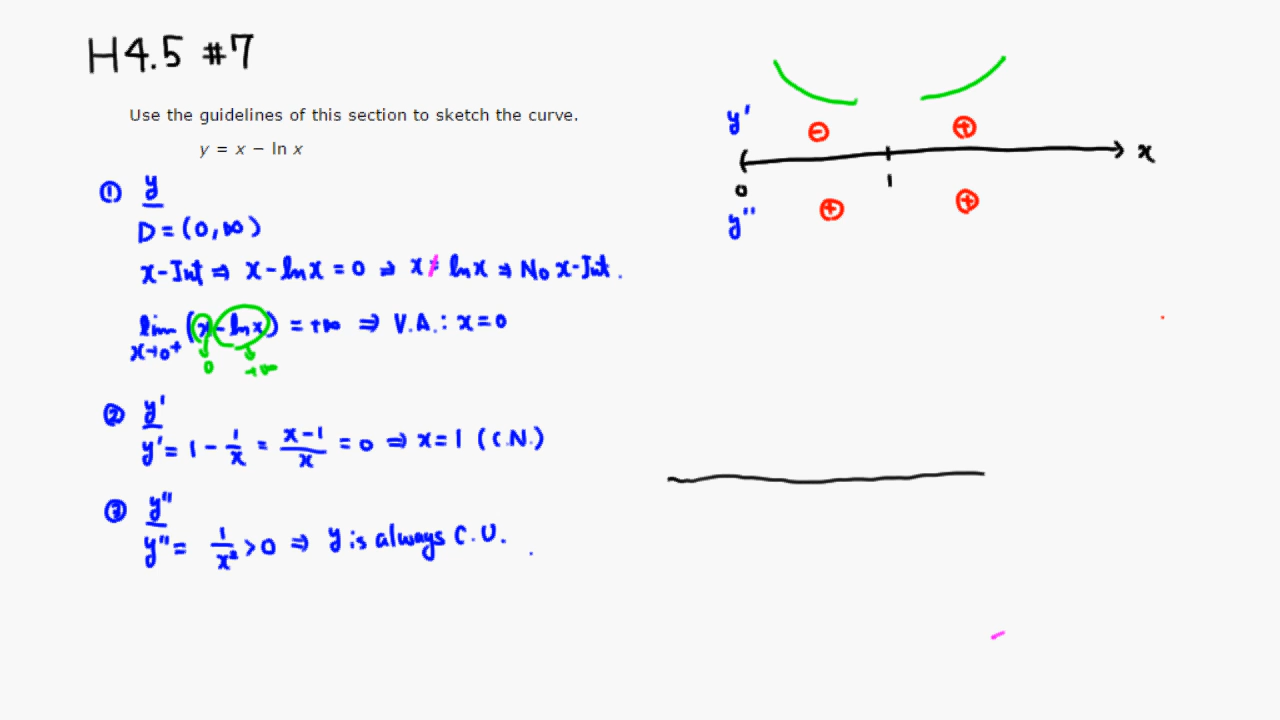 H4.5 #7
Use the guidelines of this section to sketch the curve.
y = x − ln x
① y
D = (0, ∞)
x-Int ⇒ x - ln x = 0 ⇒ x ≠ ln x ⇒ No x-Int.
lim x→0⁺ (x - ln x) = +∞ ⇒ V.A.: x = 0
0 +∞
② y'
y' = 1 - 1/x = (x-1)/x = 0 ⇒ x = 1 (C.N.)
③ y''
y'' = 1/x² > 0 ⇒ y is always C.U.
y' ⊖ ⊕
x
0 1
y'' ⊕ ⊕